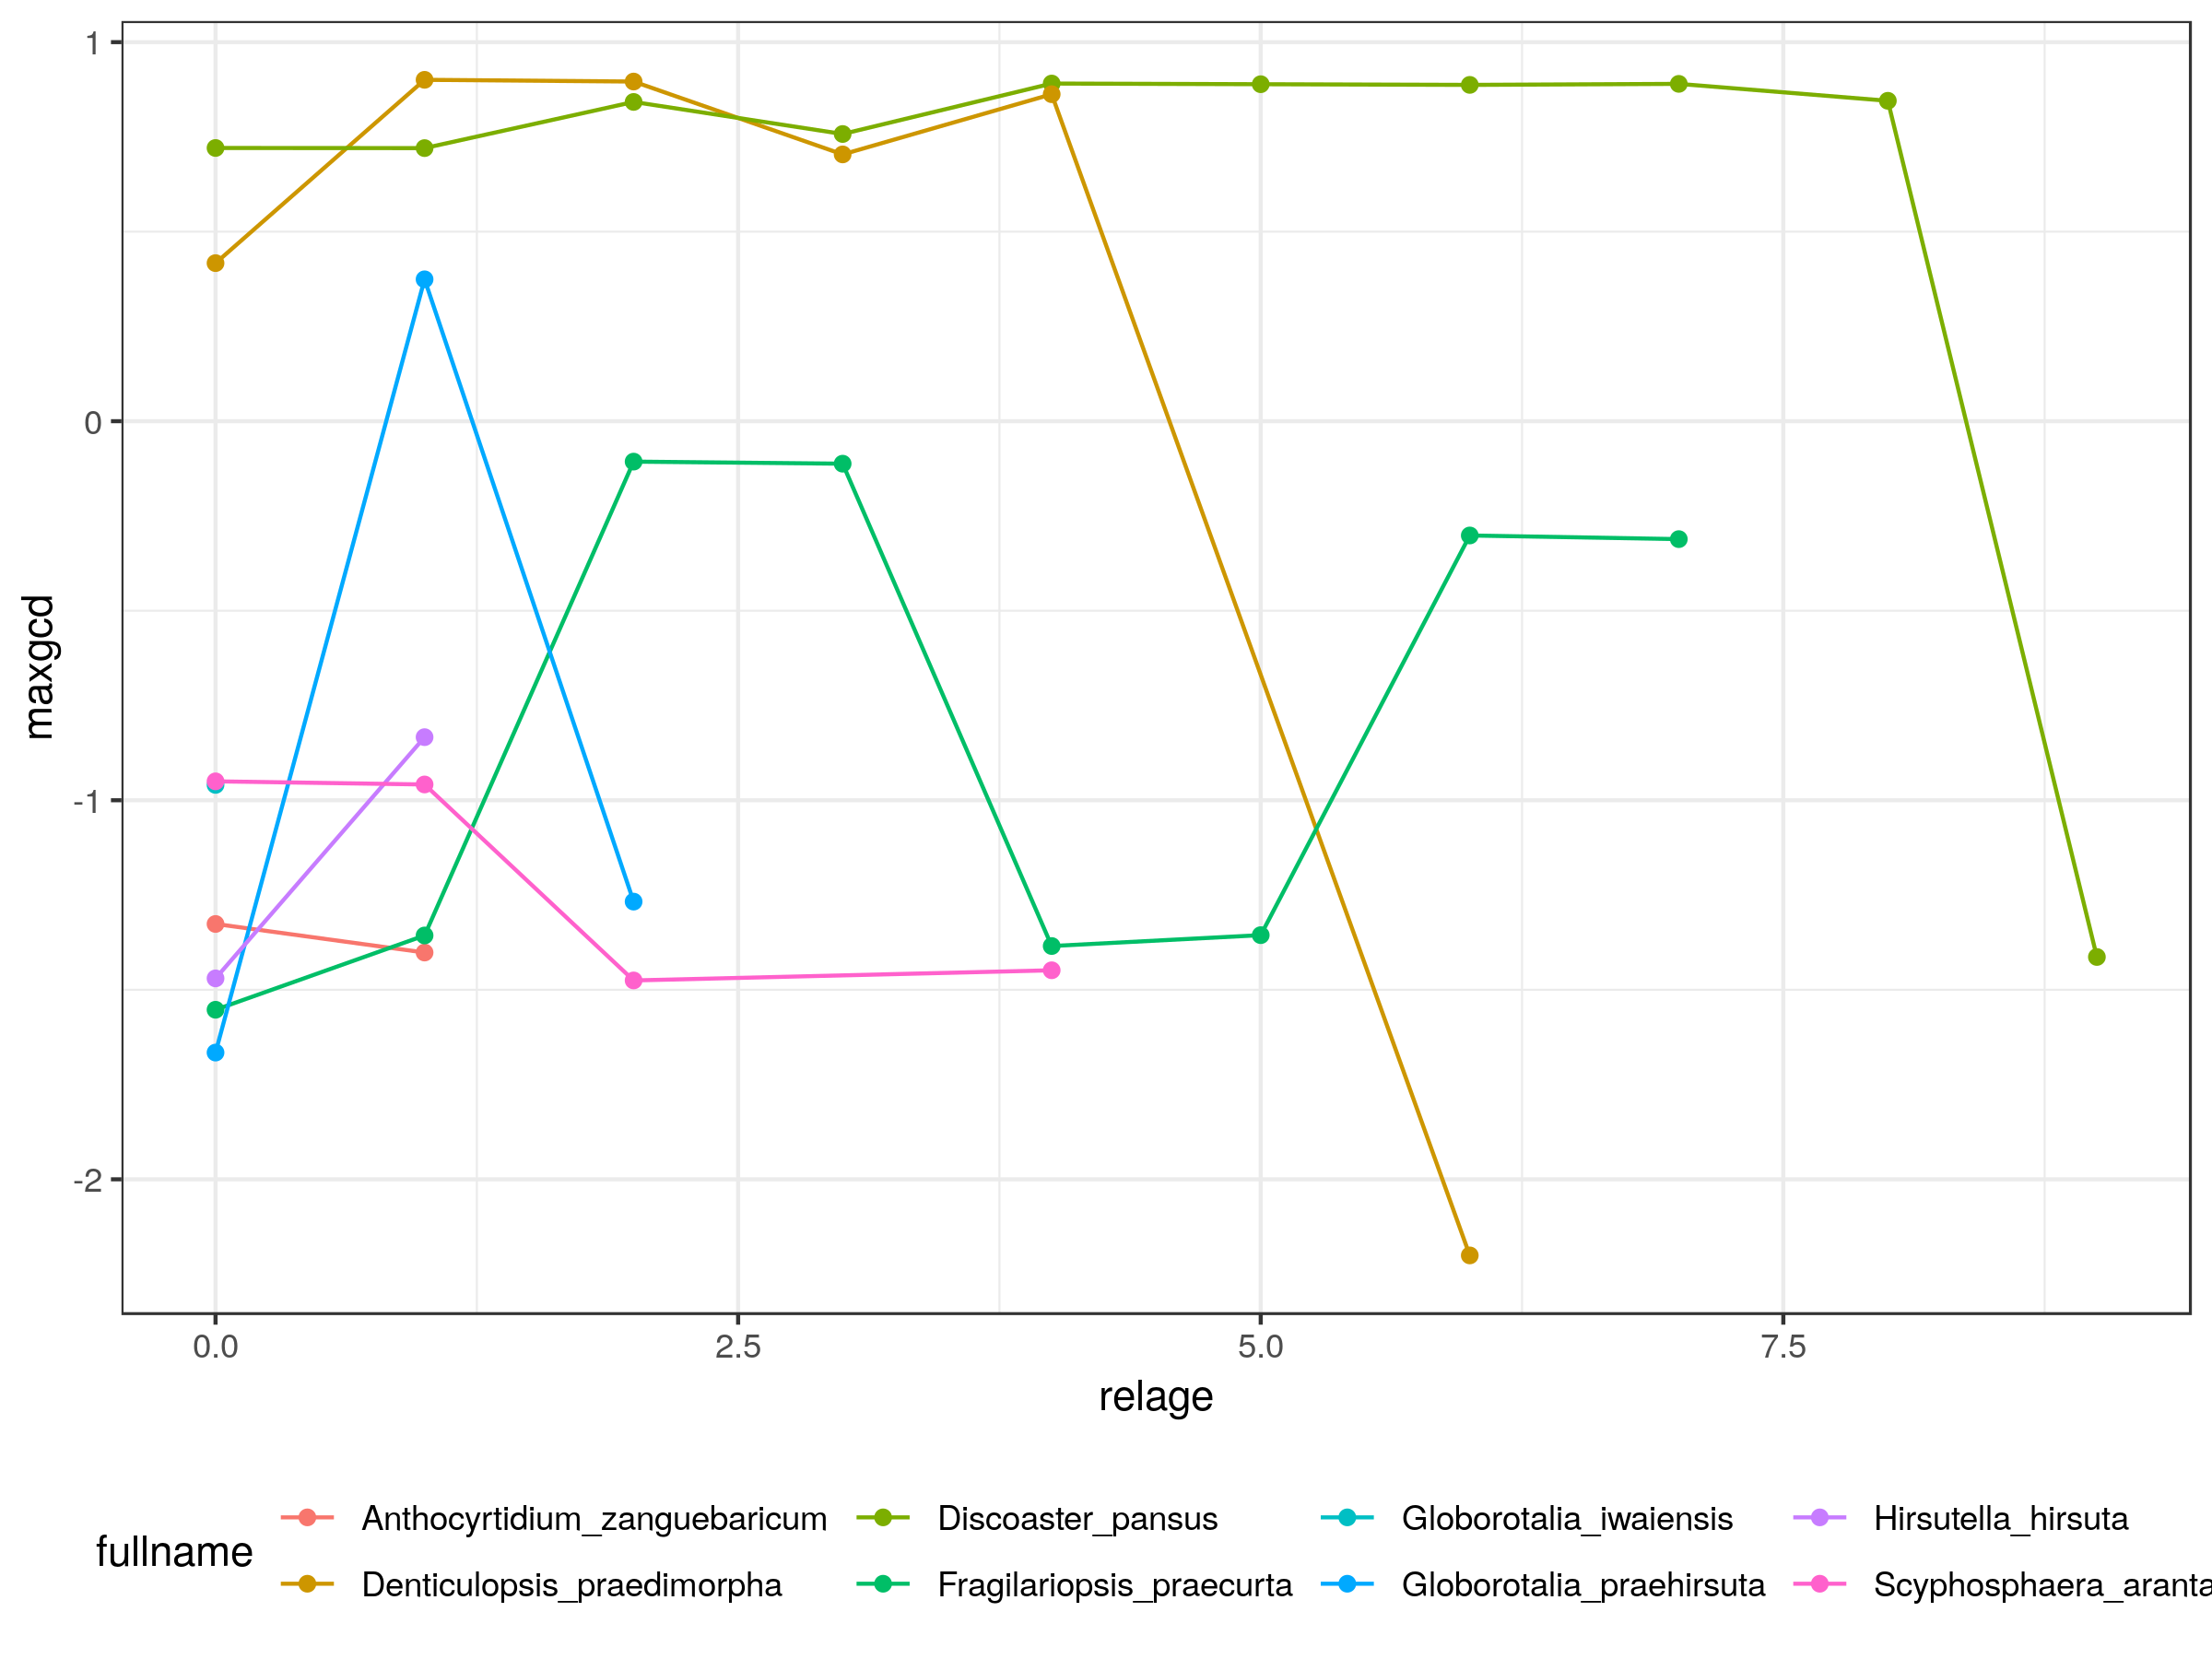 maxgcd
1
0
-1
-2
0.0 2.5 5.0 7.5
relage
fullname
Anthocyrtidium_zanguebaricum Discoaster_pansus Globorotalia_iwaiensis Hirsutella_hirsuta
Denticulopsis_praedimorpha Fragilariopsis_praecurta Globorotalia_praehirsuta Scyphosphaera_aranta